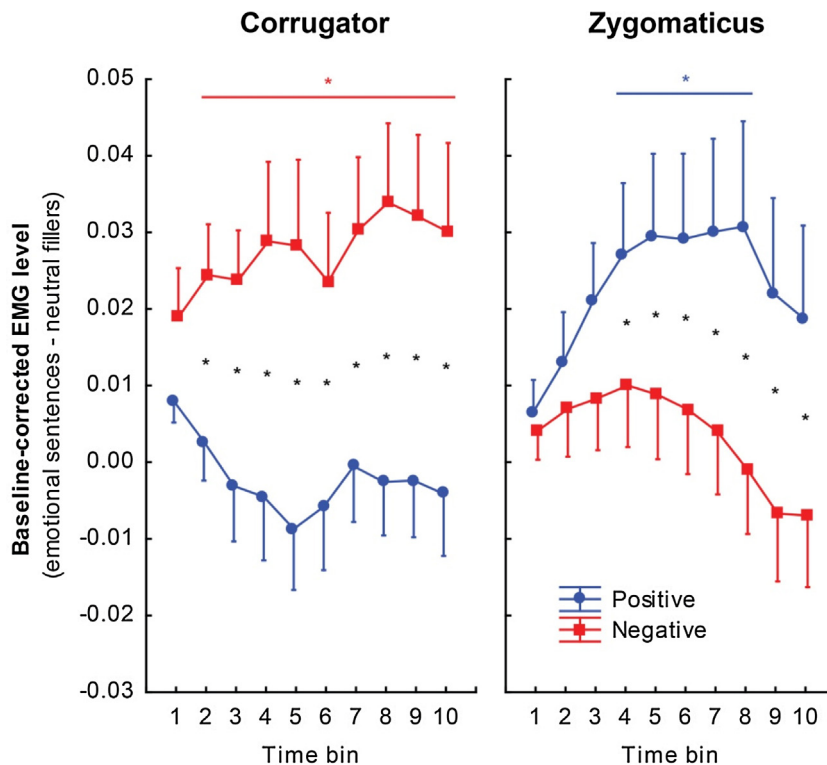 Corrugator
Zygomaticus
Baseline-corrected EMG level
(emotional sentences - neutral fillers)
0.05
0.04
0.03
0.02
0.01
0.00
-0.01
-0.02
-0.03
*
* * * * * * * * *
1 2 3 4 5 6 7 8 9 10
Time bin
*
* * * * * * *
Positive
Negative
1 2 3 4 5 6 7 8 9 10
Time bin